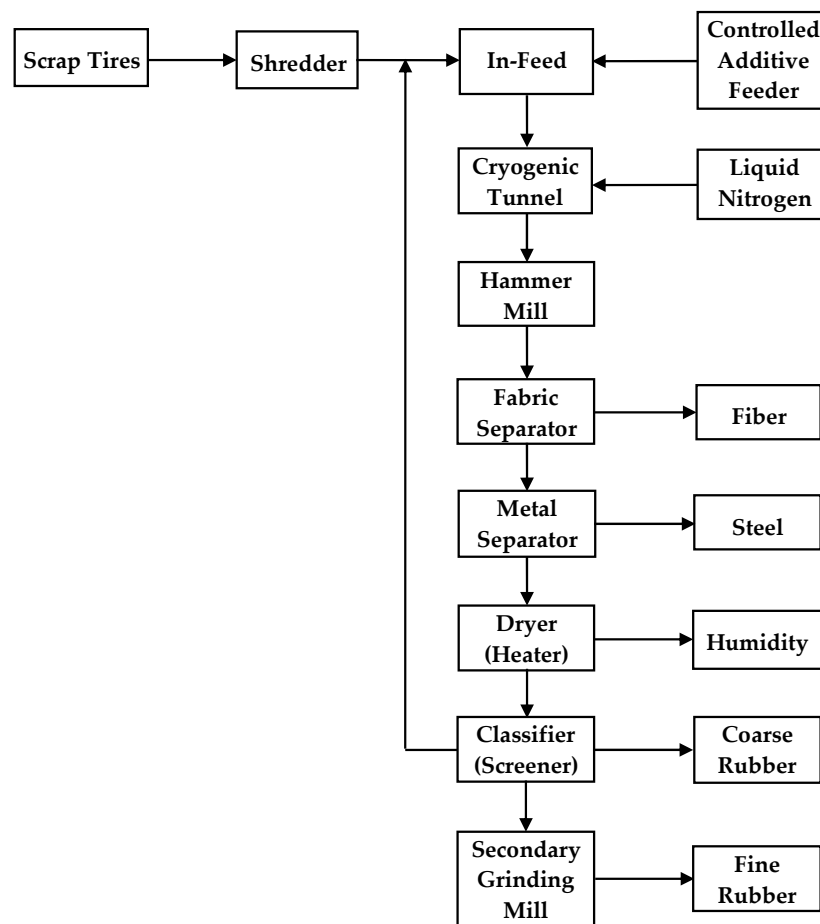 Scrap Tires
Shredder
In-Feed
Controlled
Additive
Feeder
Cryogenic
Tunnel
Liquid
Nitrogen
Hammer
Mill
Fabric
Separator
Fiber
Metal
Separator
Steel
Dryer
(Heater)
Humidity
Classifier
(Screener)
Coarse
Rubber
Secondary
Grinding
Mill
Fine
Rubber